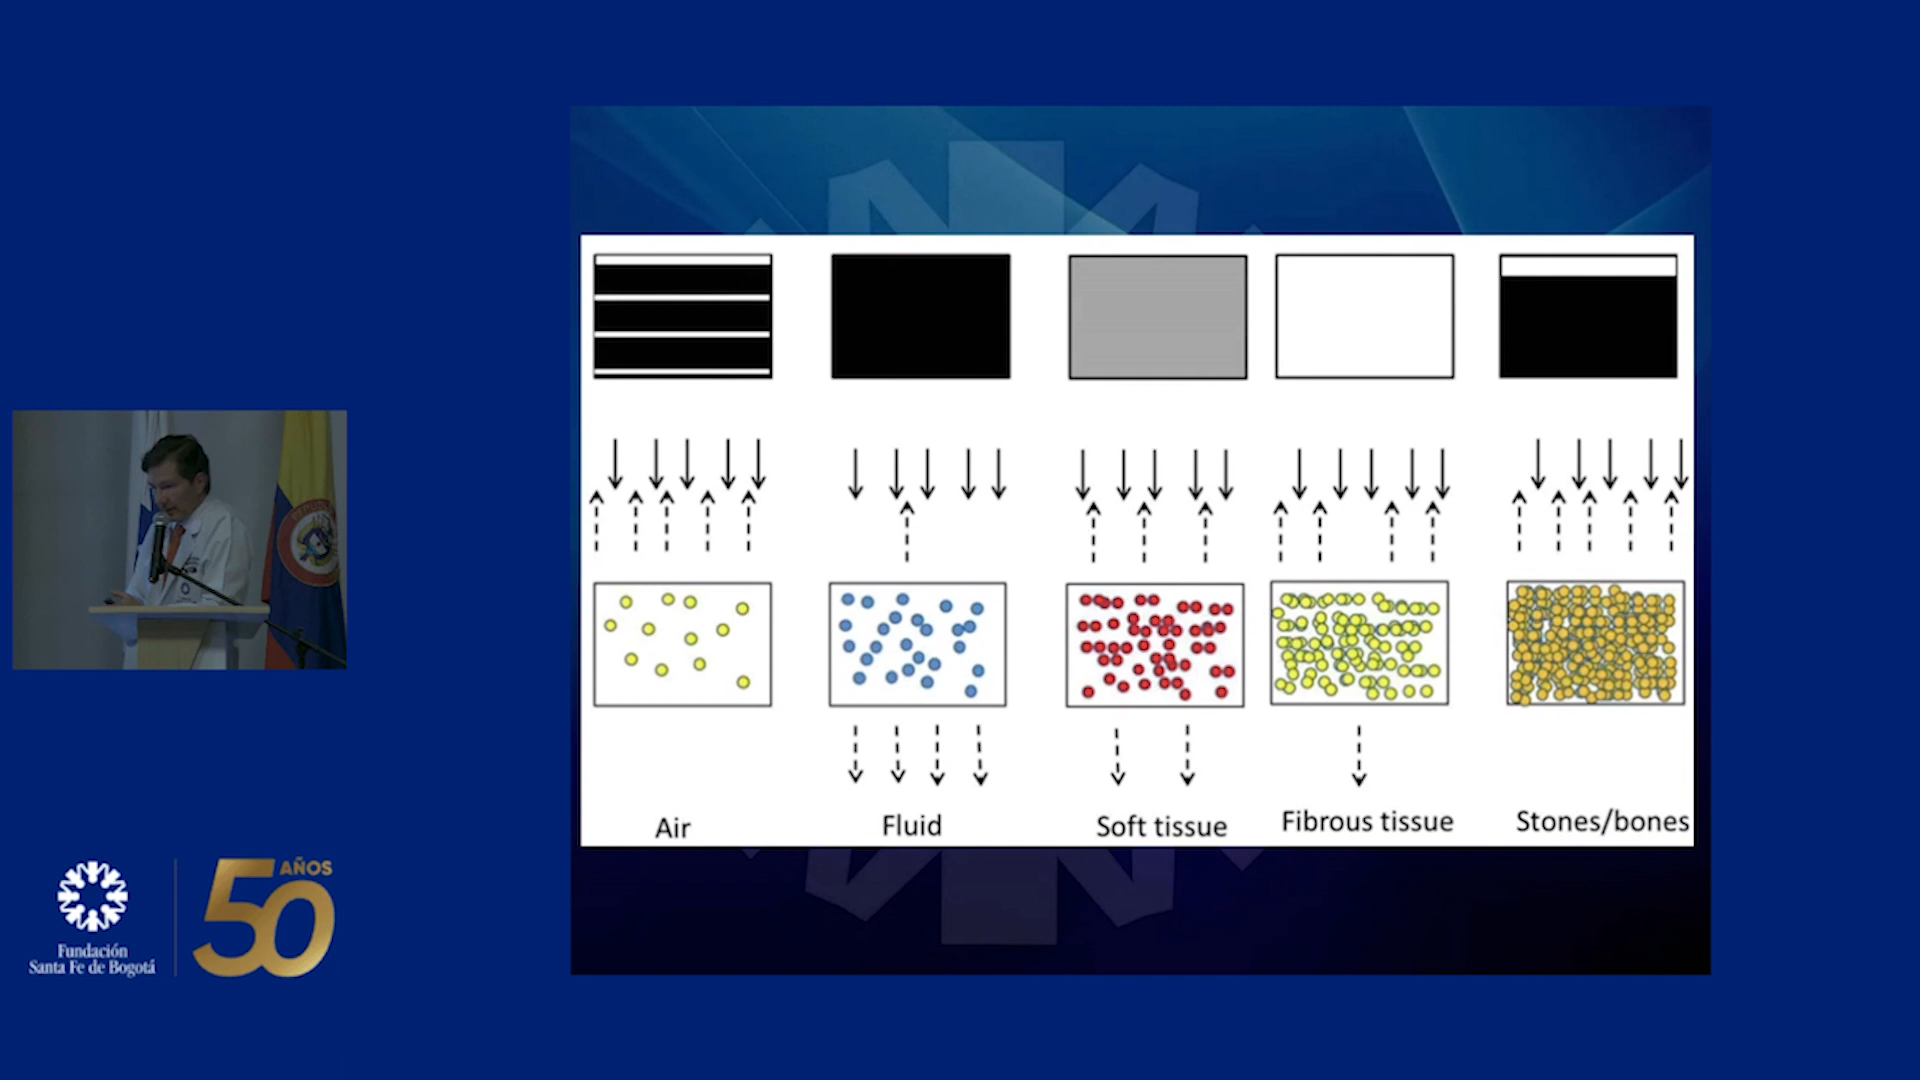 Air
Fluid
Soft tissue
Fibrous tissue
Stones/bones
Fundación
Santa Fe de Bogotá
50 AÑOS